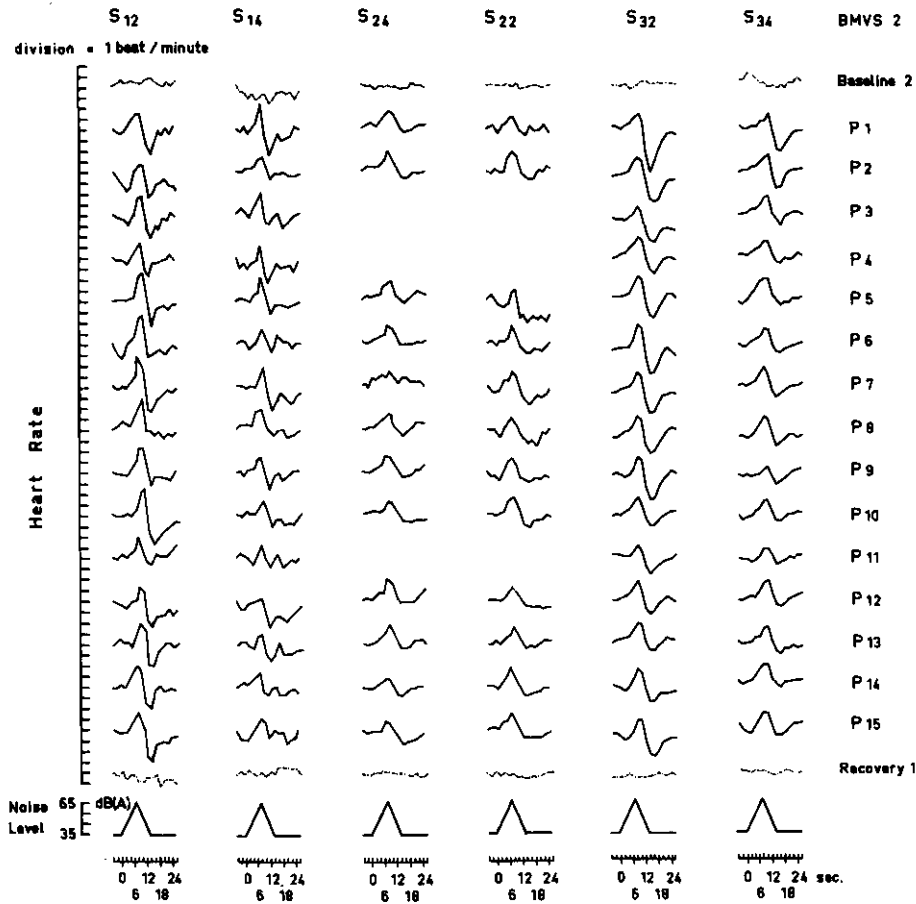 S12 S14 S24 S22 S32 S34 BMVS 2
division = 1 beat / minute
Baseline 2
P 1
P 2
P 3
P 4
P 5
P 6
P 7
P 8
P 9
P 10
P 11
P 12
P 13
P 14
P 15
Recovery 1
Heart Rate
Noise 65 dB(A)
Level 35
0 12 24 0 12 24 0 12 24 0 12 24 0 12 24 0 12 24 sec.
6 18 6 18 6 18 6 18 6 18 6 18